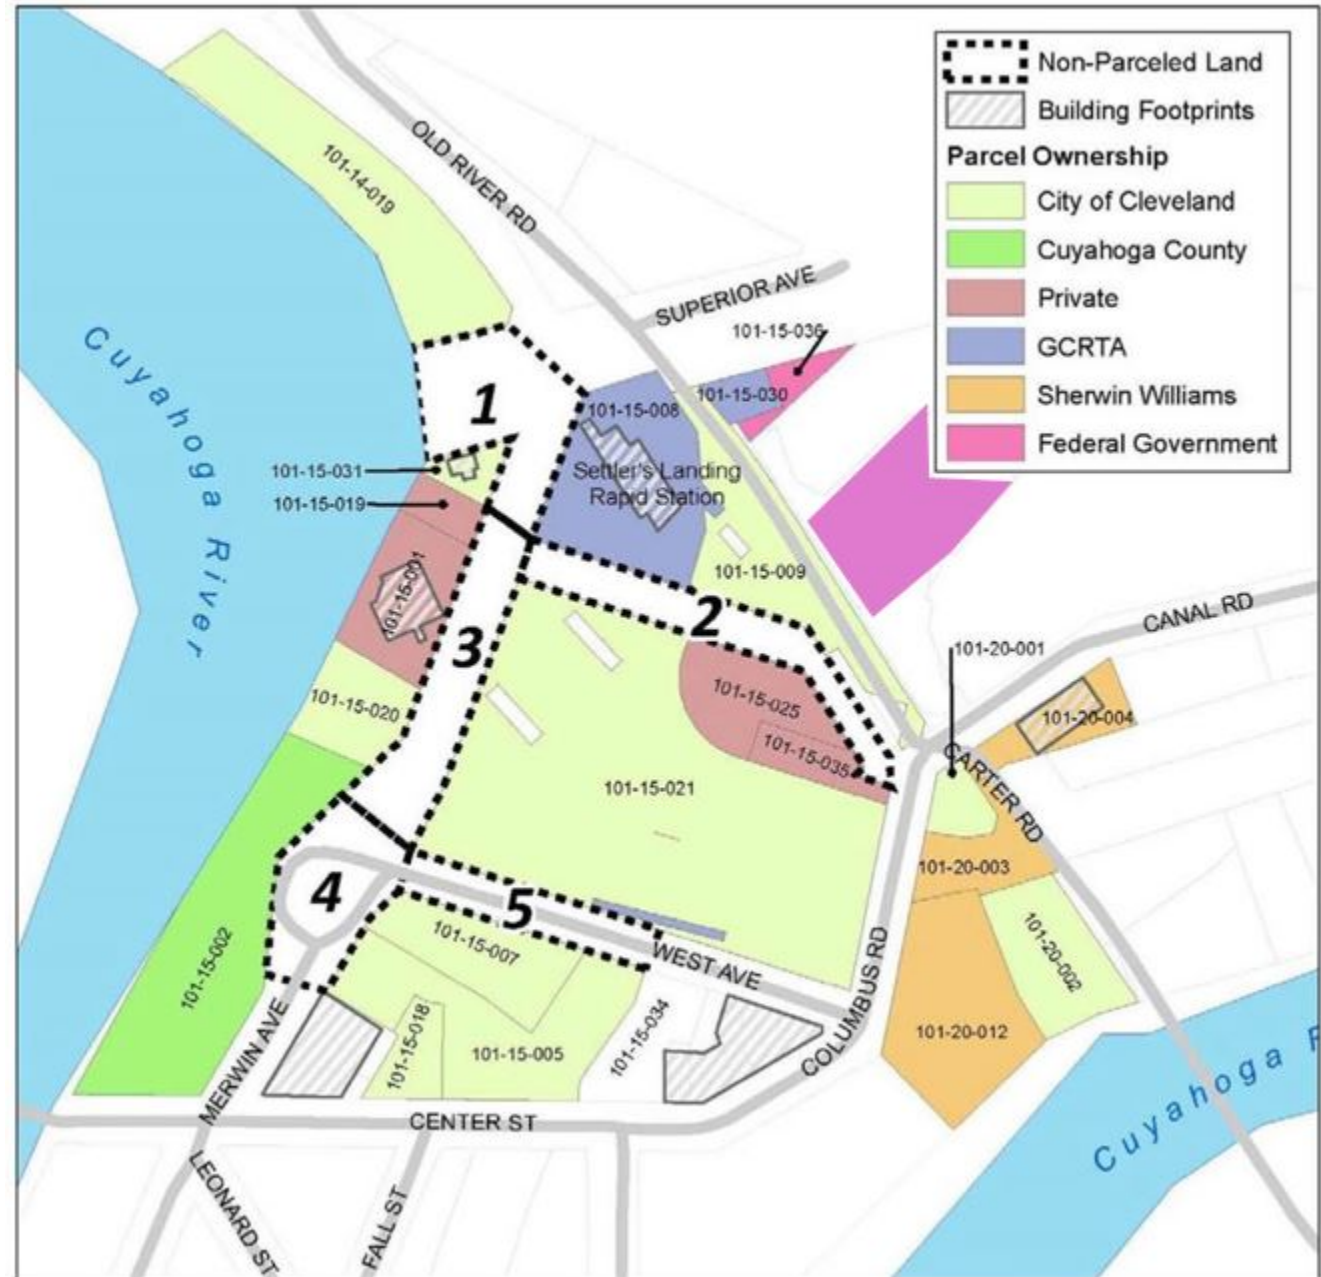 Non-Parceled Land
Building Footprints
Parcel Ownership
City of Cleveland
Cuyahoga County
Private
GCRTA
Sherwin Williams
Federal Government
OLD RIVER RD
101-14-019
SUPERIOR AVE
101-15-036
Cuyahoga River
1
101-15-008
101-15-030
101-15-031
101-15-019
Settler's Landing
Rapid Station
101-15-001
101-15-009
2
CANAL RD
3
101-20-001
101-15-020
101-15-025
101-15-035
101-20-004
CARTER RD
101-15-021
101-20-003
4
5
101-15-007
101-15-002
WEST AVE
COLUMBUS RD
101-20-002
101-20-012
MERWIN AVE
101-15-018
101-15-005
101-15-034
Cuyahoga R
CENTER ST
LEONARD ST
FALL ST